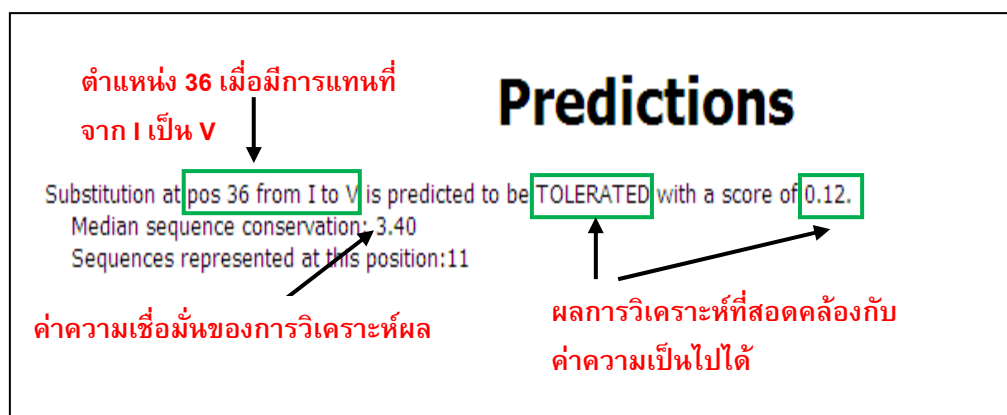 ตำแหน่ง 36 เมื่อมีการแทนที่
จาก I เป็น V
Predictions
Substitution at pos 36 from I to V is predicted to be TOLERATED with a score of 0.12.
Median sequence conservation: 3.40
Sequences represented at this position:11
ค่าความเชื่อมั่นของการวิเคราะห์ผล
ผลการวิเคราะห์ที่สอดคล้องกับ
ค่าความเป็นไปได้